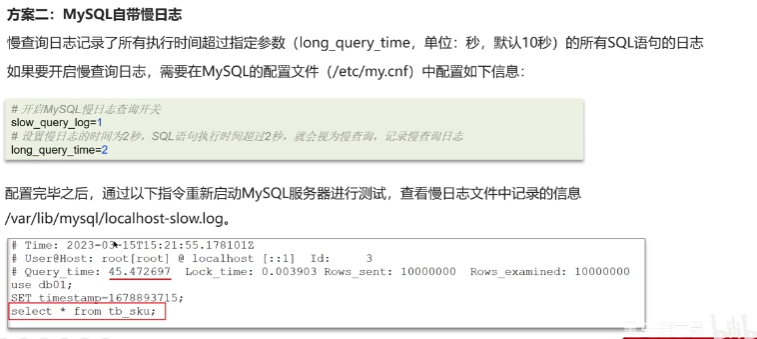 方案二：MySQL自带慢日志
慢查询日志记录了所有执行时间超过指定参数（long_query_time，单位：秒，默认10秒）的所有SQL语句的日志
如果要开启慢查询日志，需要在MySQL的配置文件（/etc/my.cnf）中配置如下信息：
# 开启MySQL慢日志查询开关
slow_query_log=1
# 设置慢日志的时间为2秒，SQL语句执行时间超过2秒，就会视为慢查询，记录慢查询日志
long_query_time=2
配置完毕之后，通过以下指令重新启动MySQL服务器进行测试，查看慢日志文件中记录的信息
/var/lib/mysql/localhost-slow.log。
# Time: 2023-03-15T15:21:55.178101Z
# User@Host: root[root] @ localhost [::1]  Id:     3
# Query_time: 45.472697  Lock_time: 0.003903 Rows_sent: 10000000  Rows_examined: 10000000
use db01;
SET timestamp=1678893715;
select * from tb_sku;